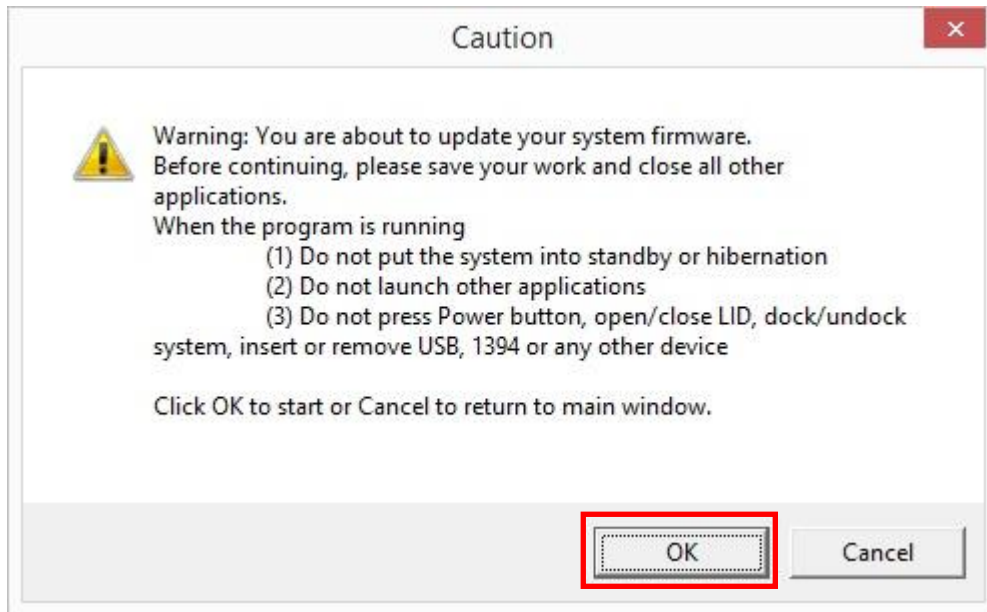 Caution
Warning: You are about to update your system firmware.
Before continuing, please save your work and close all other
applications.
When the program is running
(1) Do not put the system into standby or hibernation
(2) Do not launch other applications
(3) Do not press Power button, open/close LID, dock/undock
system, insert or remove USB, 1394 or any other device
Click OK to start or Cancel to return to main window.
OK
Cancel